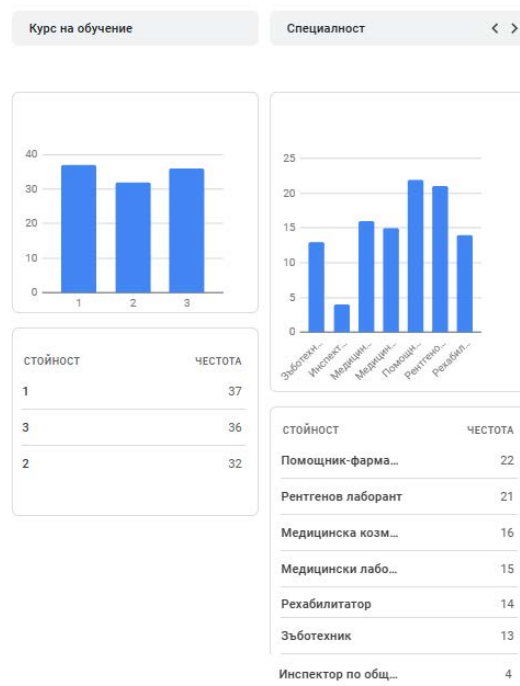 Курс на обучение
40
30
20
10
0
1 2 3
СТОЙНОСТ ЧЕСТОТА
1 37
3 36
2 32
Специалност < >
25
20
15
10
5
0
Зъботехн... Инспект... Медицин... Медицин... Помощн... Рентгено... Рехабил...
СТОЙНОСТ ЧЕСТОТА
Помощник-фарма... 22
Рентгенов лаборант 21
Медицинска козм... 16
Медицински лабо... 15
Рехабилитатор 14
Зъботехник 13
Инспектор по общ... 4